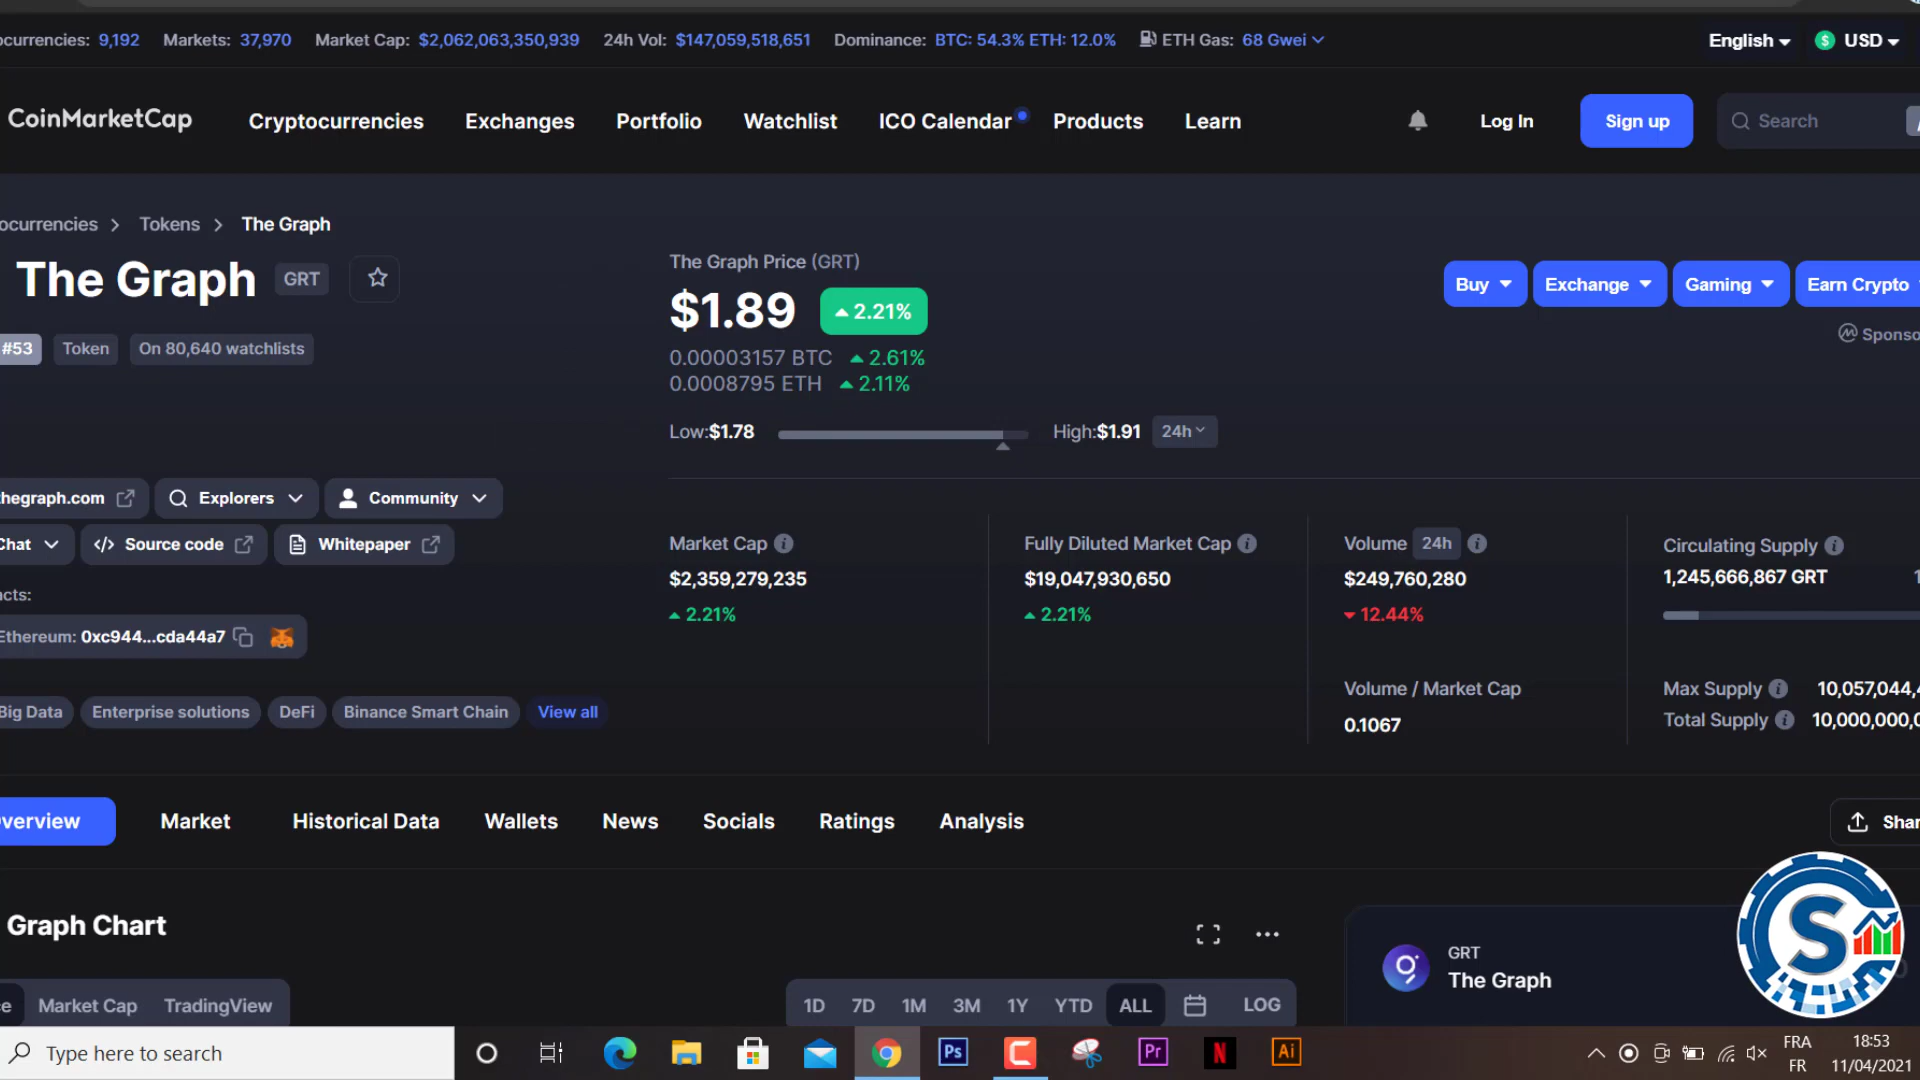 ocurrencies: 9,192 Markets: 37,970 Market Cap: $2,062,063,350,939 24h Vol: $147,059,518,651 Dominance: BTC: 54.3% ETH: 12.0% ETH Gas: 68 Gwei English USD
CoinMarketCap Cryptocurrencies Exchanges Portfolio Watchlist ICO Calendar Products Learn Log In Sign up Search
ocurrencies Tokens The Graph
The Graph GRT
#53 Token On 80,640 watchlists
The Graph Price (GRT)
$1.89 2.21%
0.00003157 BTC 2.61%
0.0008795 ETH 2.11%
Low:$1.78 High:$1.91 24h
Buy Exchange Gaming Earn Crypto
Sponso
hegraph.com Explorers Community
Chat Source code Whitepaper
cts:
Ethereum: 0xc944...cda44a7
Big Data Enterprise solutions DeFi Binance Smart Chain View all
Market Cap
$2,359,279,235
2.21%
Fully Diluted Market Cap
$19,047,930,650
2.21%
Volume 24h
$249,760,280
12.44%
Volume / Market Cap
0.1067
Circulating Supply
1,245,666,867 GRT
Max Supply 10,057,044,4
Total Supply 10,000,000,0
verview Market Historical Data Wallets News Socials Ratings Analysis Shar
Graph Chart
e Market Cap TradingView 1D 7D 1M 3M 1Y YTD ALL LOG
GRT
The Graph
S
Type here to search
Ps
Pr
N
Ai
FRA
FR
18:53
11/04/2021